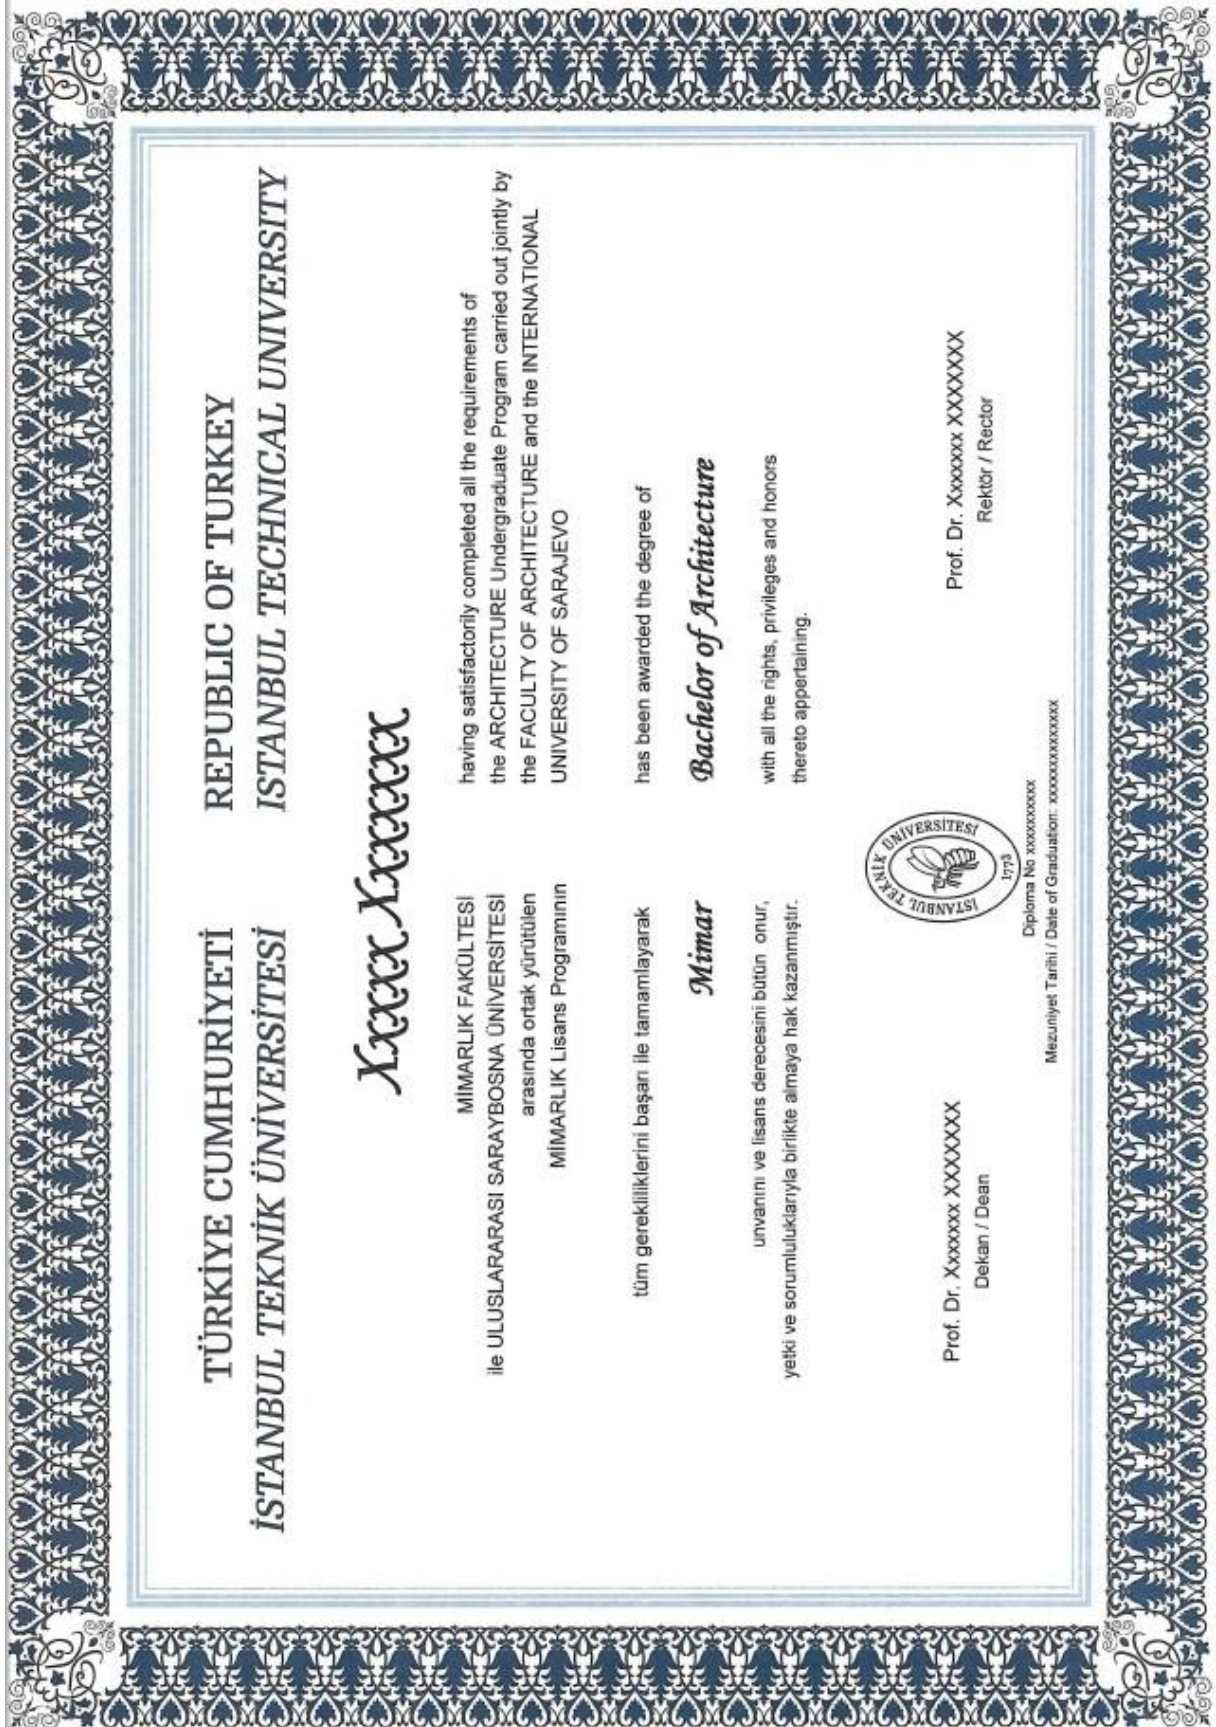 TÜRKİYE CUMHURİYETİ
İSTANBUL TEKNİK ÜNİVERSİTESİ
REPUBLIC OF TURKEY
ISTANBUL TECHNICAL UNIVERSITY
Xxxx Xxxxxx
MİMARLIK FAKÜLTESİ
ile ULUSLARARASI SARAYBOSNA ÜNİVERSİTESİ
arasında ortak yürütülen
MİMARLIK Lisans Programının
tüm gerekliliklerini başarı ile tamamlayarak
Mimar
unvanını ve lisans derecesini bütün onur,
yetki ve sorumluluklarıyla birlikte almaya hak kazanmıştır.
having satisfactorily completed all the requirements of
the ARCHITECTURE Undergraduate Program carried out jointly by
the FACULTY OF ARCHITECTURE and the INTERNATIONAL
UNIVERSITY OF SARAJEVO
has been awarded the degree of
Bachelor of Architecture
with all the rights, privileges and honors
thereto appertaining.
İSTANBUL TEKNİK ÜNİVERSİTESİ
1773
Prof. Dr. Xxxxxxx XXXXXXX
Dekan / Dean
Prof. Dr. Xxxxxxx XXXXXXX
Rektör / Rector
Diploma No xxxxxxxxxx
Mezuniyet Tarihi / Date of Graduation: xxxxxxxxxxxxxx